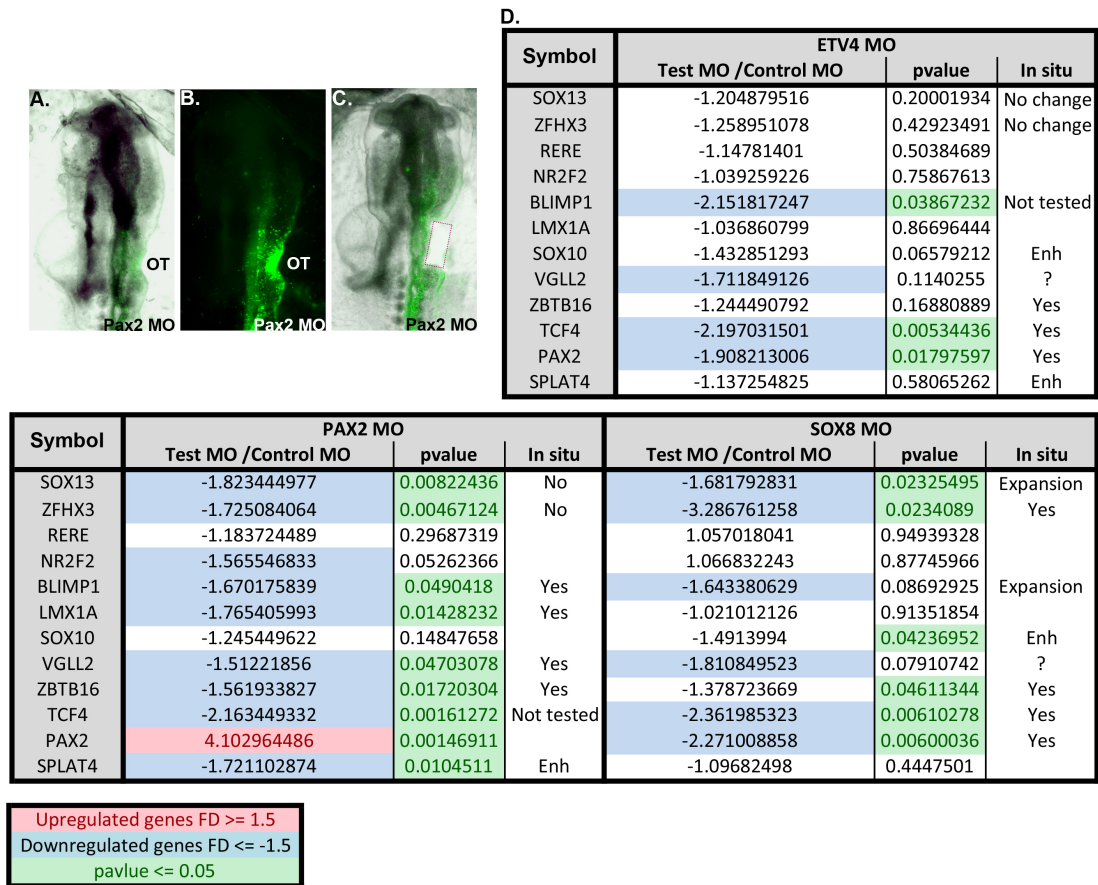 D.
Symbol ETV4 MO
Test MO /Control MO pvalue In situ
SOX13 -1.204879516 0.20001934 No change
ZFHX3 -1.258951078 0.42923491 No change
RERE -1.14781401 0.50384689
NR2F2 -1.039259226 0.75867613
BLIMP1 -2.151817247 0.03867232 Not tested
LMX1A -1.036860799 0.86696444
SOX10 -1.432851293 0.06579212 Enh
VGLL2 -1.711849126 0.1140255 ?
ZBTB16 -1.244490792 0.16880889 Yes
TCF4 -2.197031501 0.00534436 Yes
PAX2 -1.908213006 0.01797597 Yes
SPLAT4 -1.137254825 0.58065262 Enh
A. B. C.
OT OT
Pax2 MO Pax2 MO Pax2 MO
Symbol PAX2 MO SOX8 MO
Test MO /Control MO pvalue In situ Test MO /Control MO pvalue In situ
SOX13 -1.823444977 0.00822436 No -1.681792831 0.02325495 Expansion
ZFHX3 -1.725084064 0.00467124 No -3.286761258 0.0234089 Yes
RERE -1.183724489 0.29687319 1.057018041 0.94939328
NR2F2 -1.565546833 0.05262366 1.066832243 0.87745966
BLIMP1 -1.670175839 0.0490418 Yes -1.643380629 0.08692925 Expansion
LMX1A -1.765405993 0.01428232 Yes -1.021012126 0.91351854
SOX10 -1.245449622 0.14847658 -1.4913994 0.04236952 Enh
VGLL2 -1.51221856 0.04703078 Yes -1.810849523 0.07910742 ?
ZBTB16 -1.561933827 0.01720304 Yes -1.378723669 0.04611344 Yes
TCF4 -2.163449332 0.00161272 Not tested -2.361985323 0.00610278 Yes
PAX2 4.102964486 0.00146911 -2.271008858 0.00600036 Yes
SPLAT4 -1.721102874 0.0104511 Enh -1.09682498 0.4447501
Upregulated genes FD >= 1.5
Downregulated genes FD <= -1.5
pavlue <= 0.05